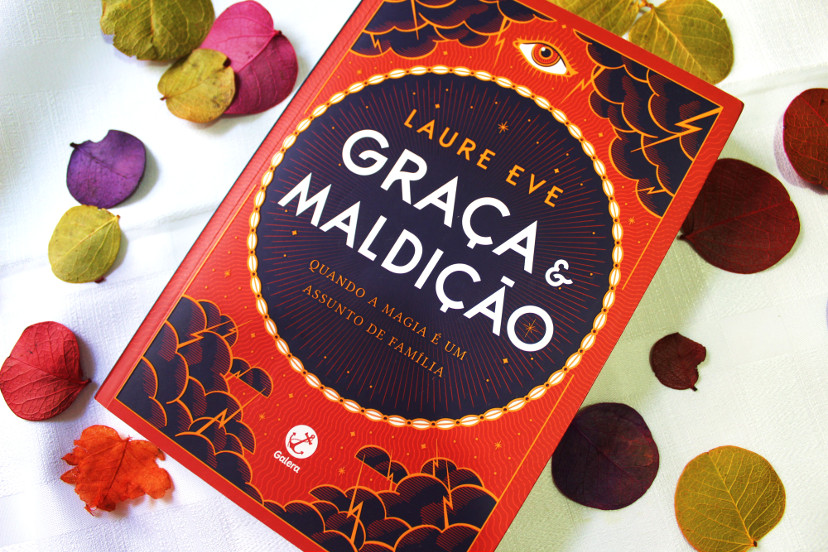 LAURE EVE
GRAÇA &
MALDIÇÃO
QUANDO A MAGIA É UM
ASSUNTO DE FAMÍLIA
Galera